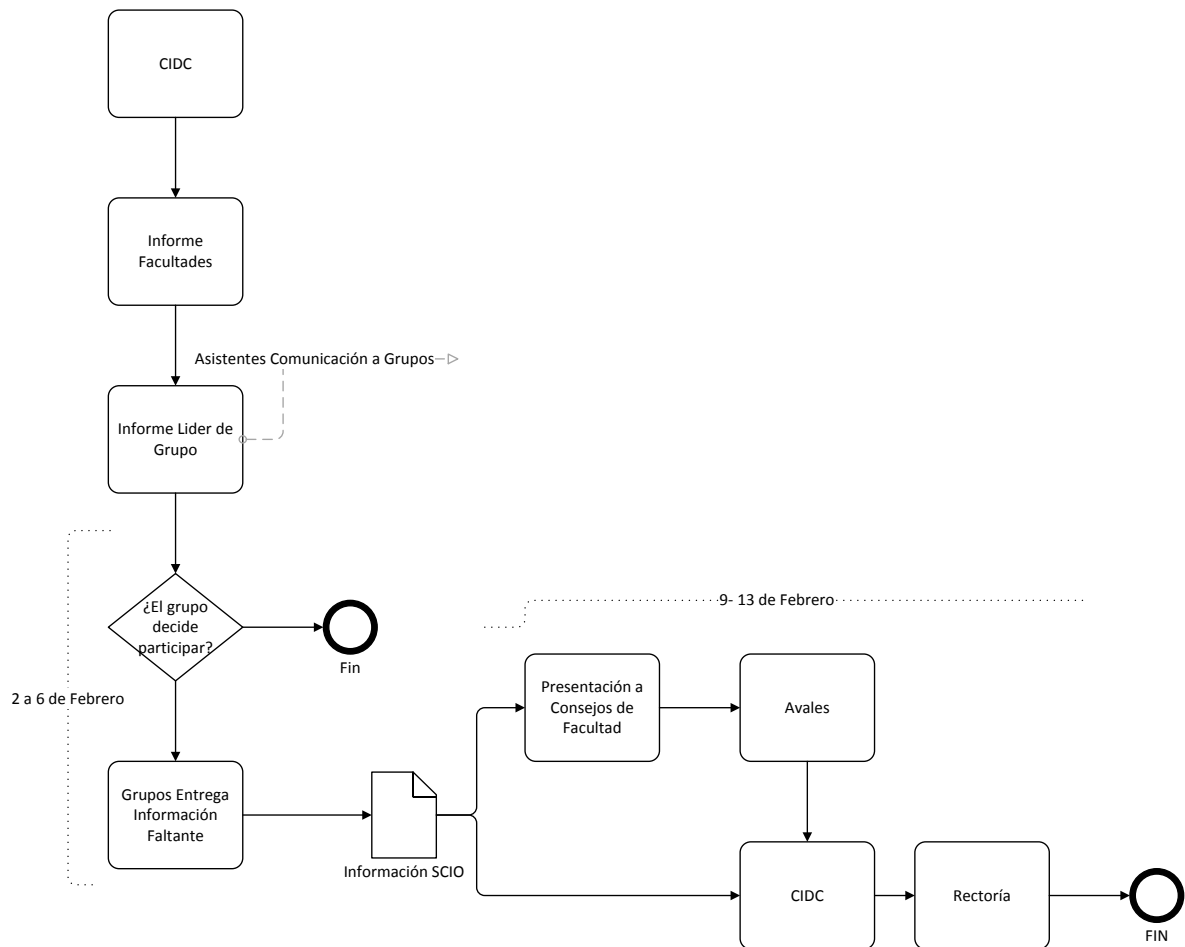 CIDC
Informe
Facultades
Asistentes Comunicación a Grupos
Informe Lider de
Grupo
¿El grupo
decide
participar?
Fin
2 a 6 de Febrero
9- 13 de Febrero
Presentación a
Consejos de
Facultad
Avales
Grupos Entrega
Información
Faltante
Información SCIO
CIDC
Rectoría
FIN